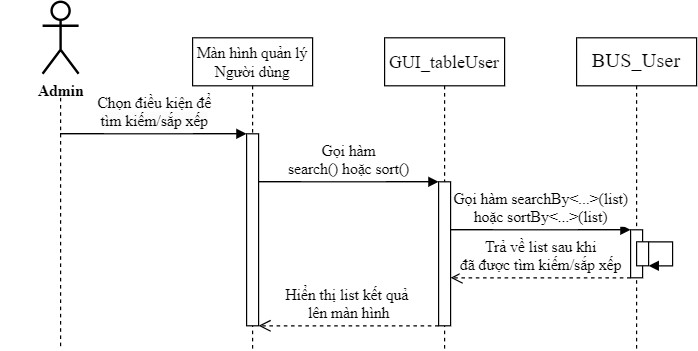 Màn hình quản lý
Người dùng
GUI_tableUser
BUS_User
Admin
Chọn điều kiện để
tìm kiếm/sắp xếp
Gọi hàm
search() hoặc sort()
Gọi hàm searchBy<...>(list)
hoặc sortBy<...>(list)
Trả về list sau khi
đã được tìm kiếm/sắp xếp
Hiển thị list kết quả
lên màn hình